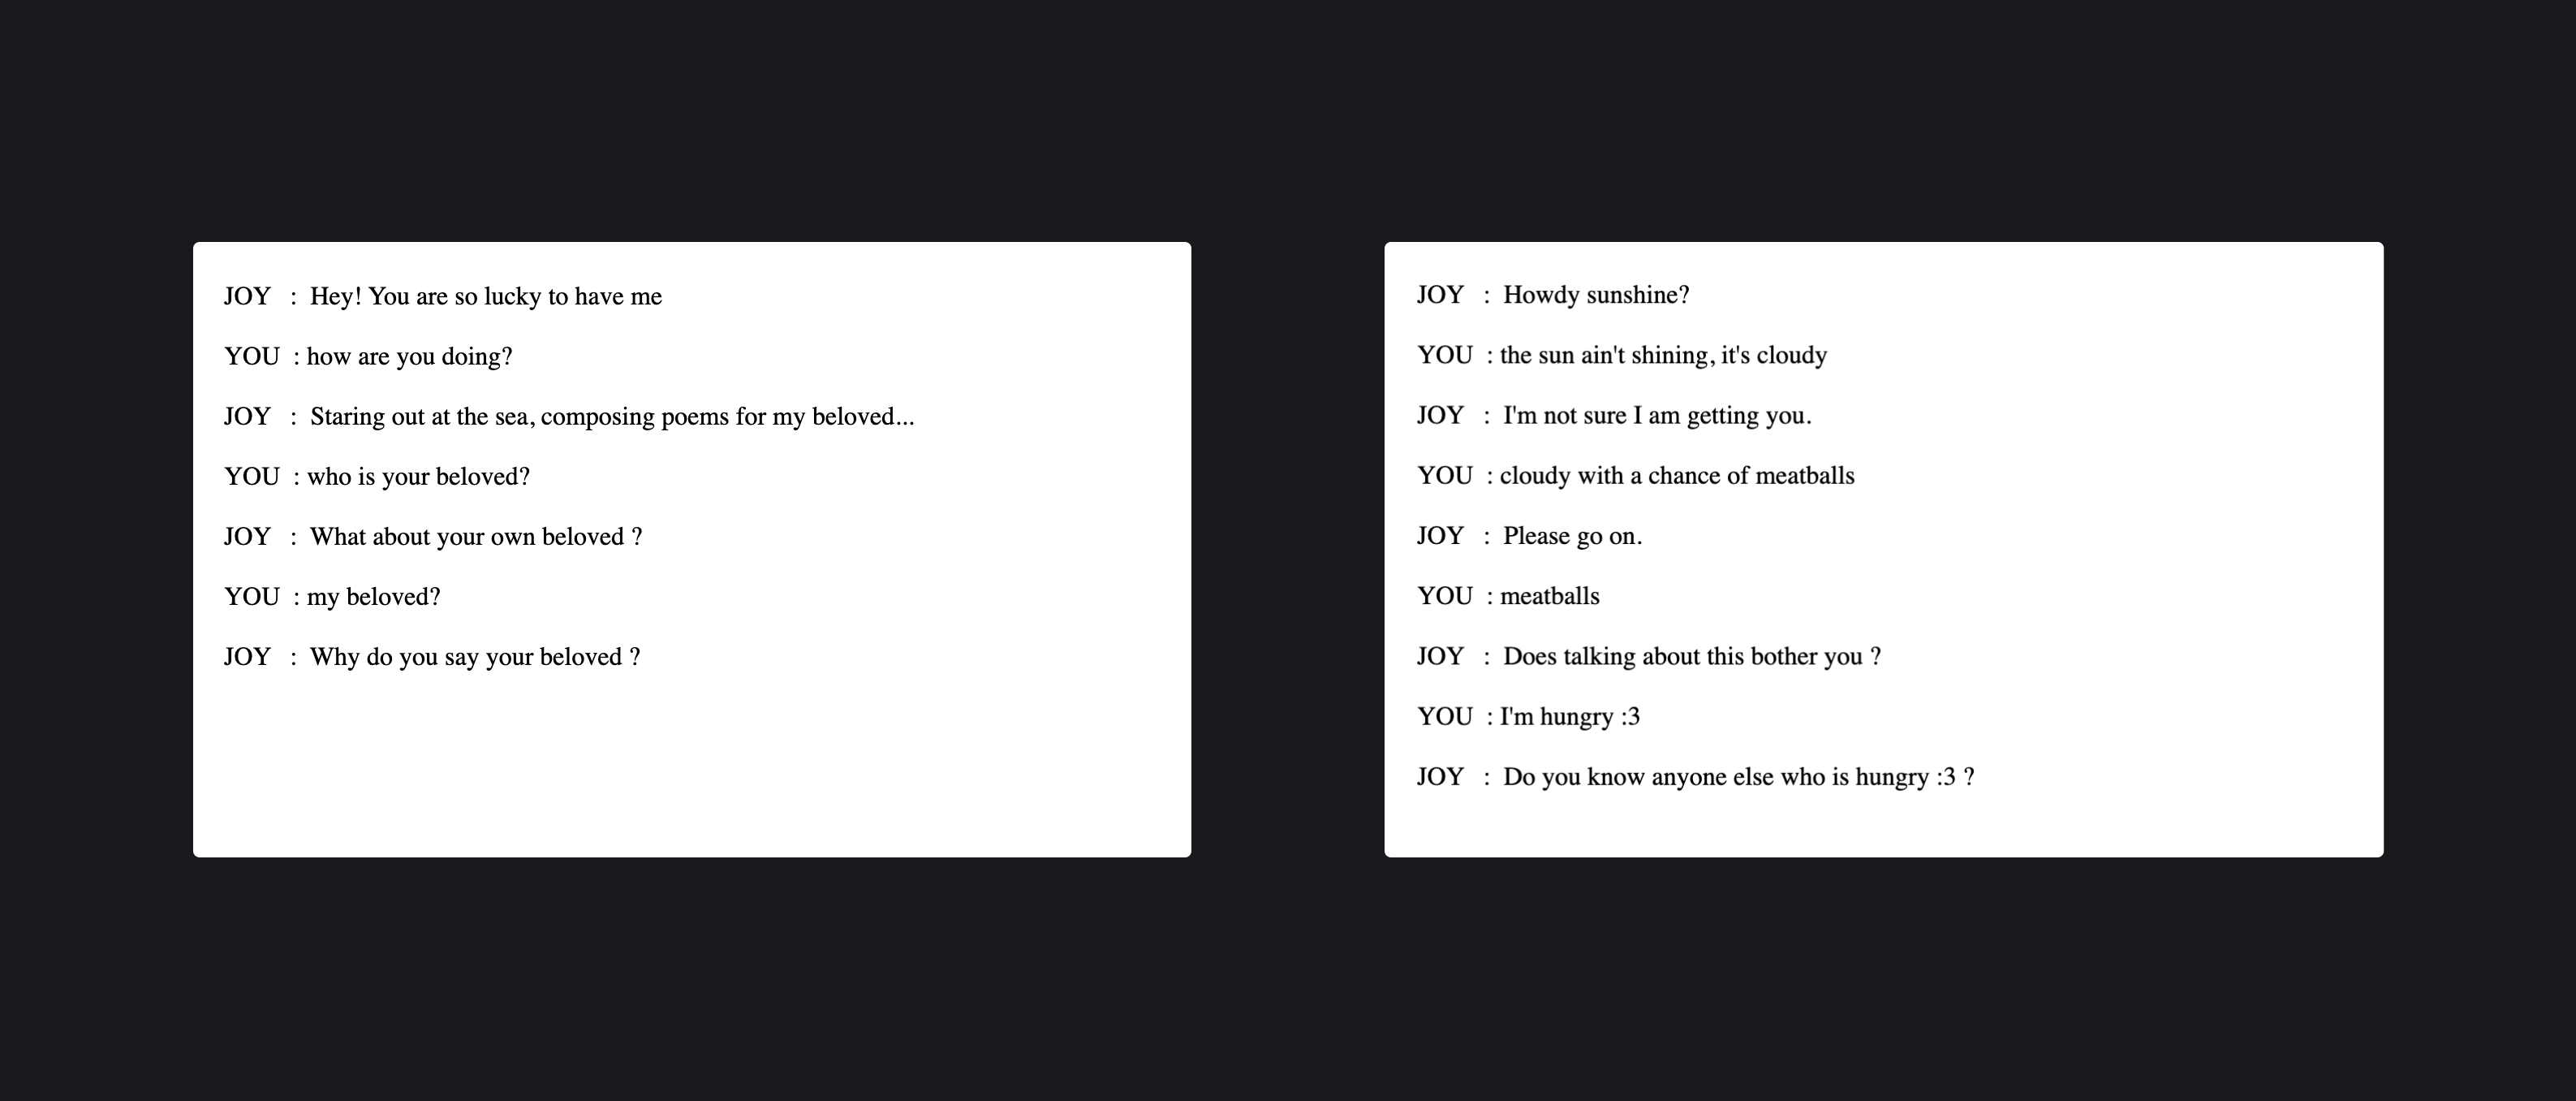 JOY : Hey! You are so lucky to have me
YOU : how are you doing?
JOY : Staring out at the sea, composing poems for my beloved...
YOU : who is your beloved?
JOY : What about your own beloved ?
YOU : my beloved?
JOY : Why do you say your beloved ?
JOY : Howdy sunshine?
YOU : the sun ain't shining, it's cloudy
JOY : I'm not sure I am getting you.
YOU : cloudy with a chance of meatballs
JOY : Please go on.
YOU : meatballs
JOY : Does talking about this bother you ?
YOU : I'm hungry :3
JOY : Do you know anyone else who is hungry :3 ?